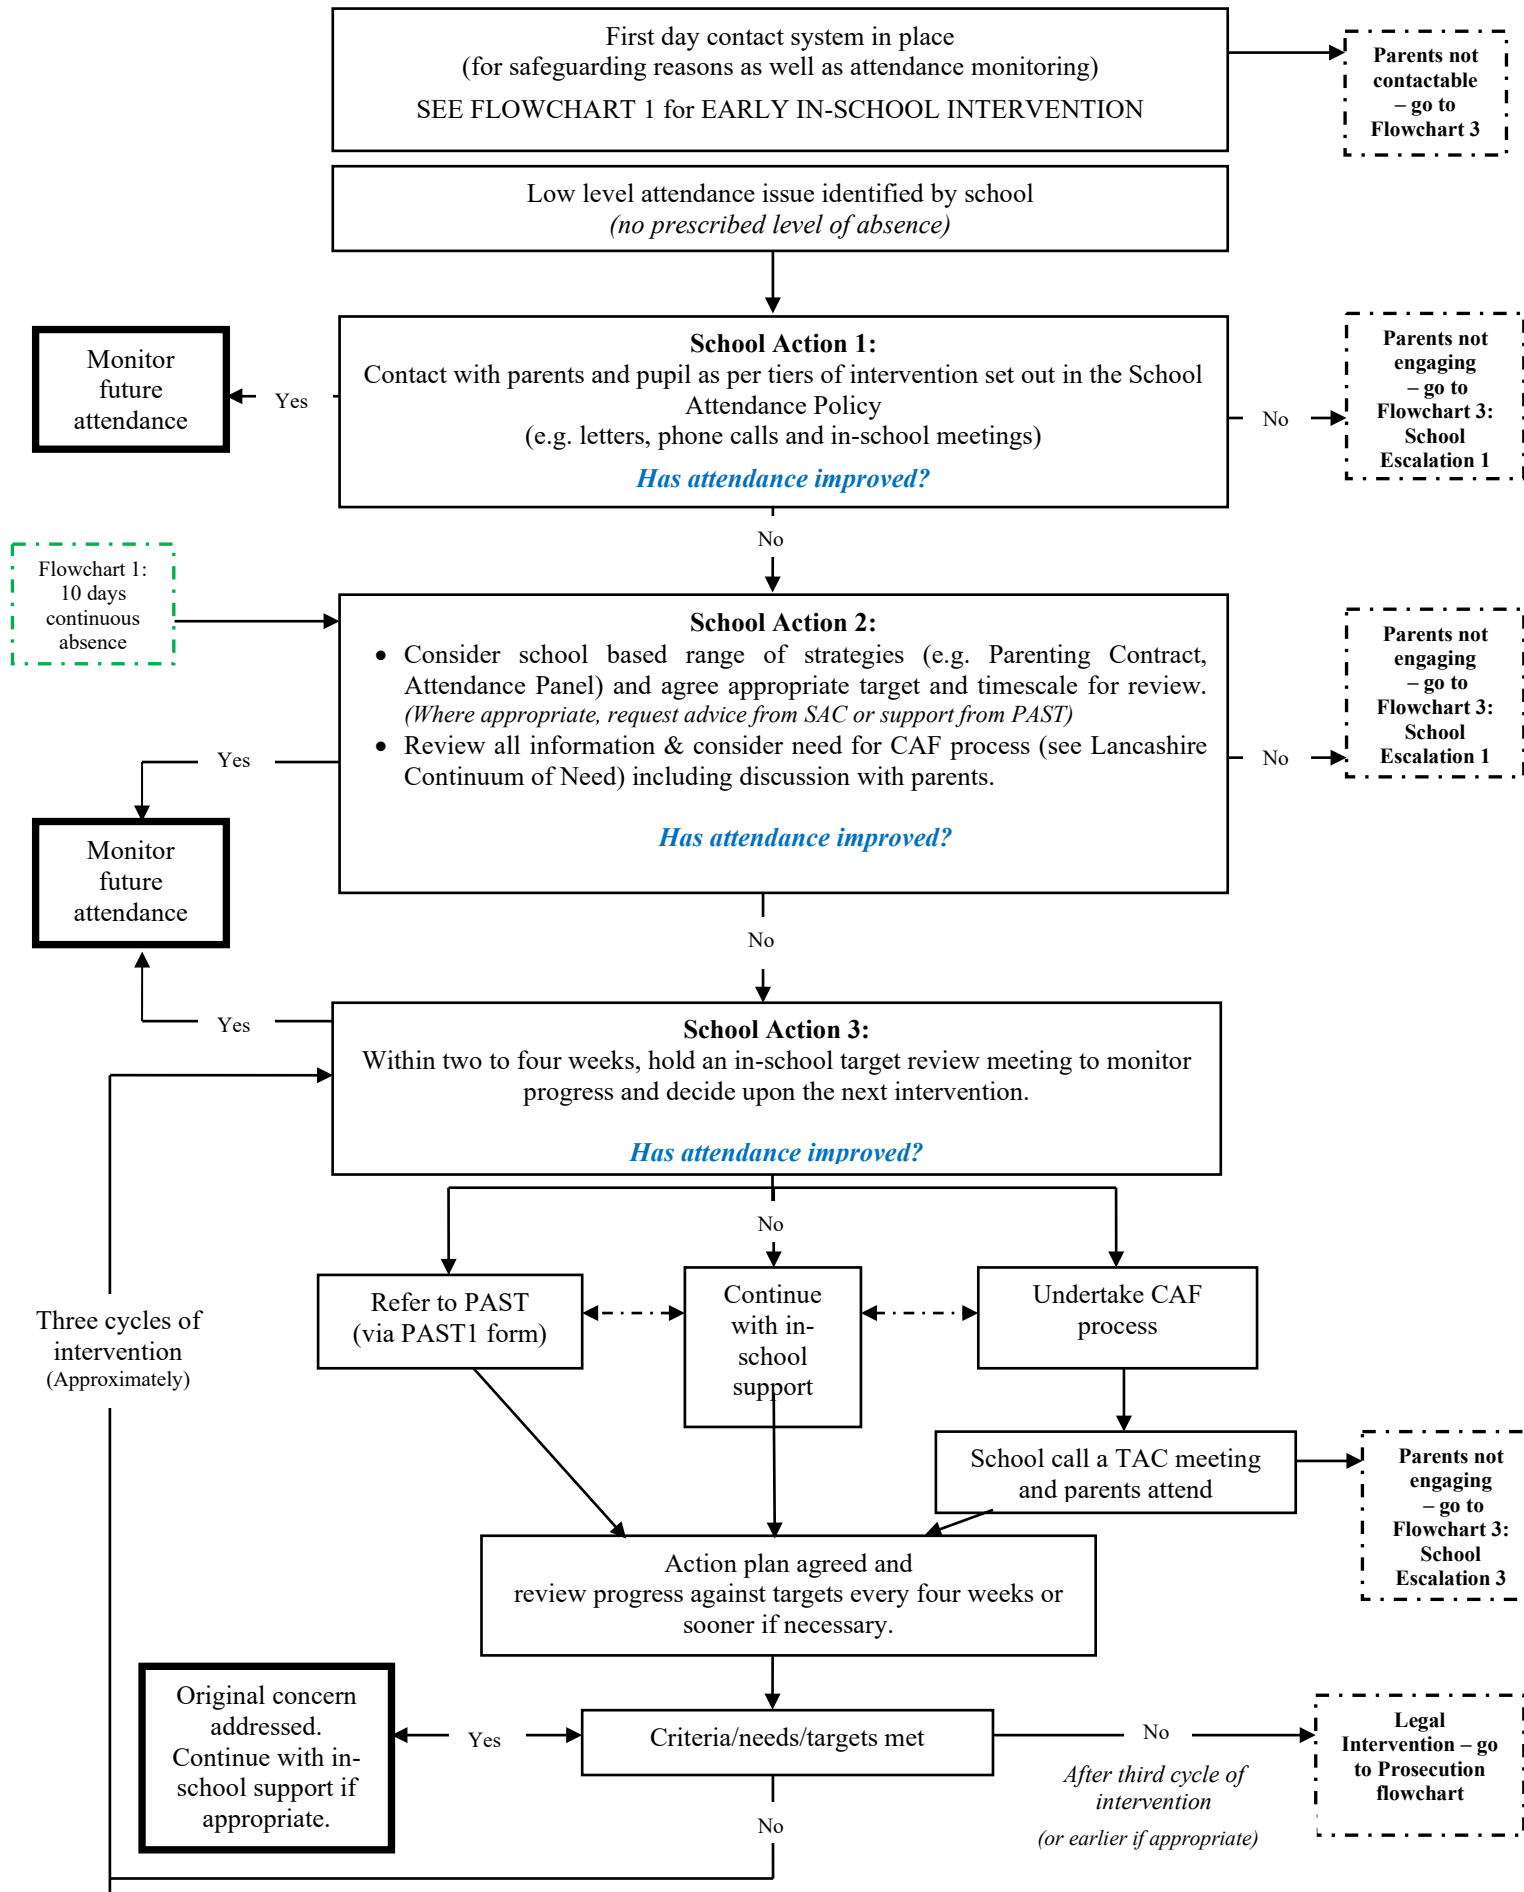 First day contact system in place
(for safeguarding reasons as well as attendance monitoring)
SEE FLOWCHART 1 for EARLY IN-SCHOOL INTERVENTION
Parents not
contactable
– go to
Flowchart 3
Low level attendance issue identified by school
(no prescribed level of absence)
Monitor
future
attendance
Yes
School Action 1:
Contact with parents and pupil as per tiers of intervention set out in the School
Attendance Policy
(e.g. letters, phone calls and in-school meetings)
Has attendance improved?
No
Parents not
engaging
– go to
Flowchart 3:
School
Escalation 1
No
Flowchart 1:
10 days
continuous
absence
School Action 2:
• Consider school based range of strategies (e.g. Parenting Contract,
Attendance Panel) and agree appropriate target and timescale for review.
(Where appropriate, request advice from SAC or support from PAST)
• Review all information & consider need for CAF process (see Lancashire
Continuum of Need) including discussion with parents.
Has attendance improved?
Yes
No
Parents not
engaging
– go to
Flowchart 3:
School
Escalation 1
Monitor
future
attendance
No
Yes
School Action 3:
Within two to four weeks, hold an in-school target review meeting to monitor
progress and decide upon the next intervention.
Has attendance improved?
No
Three cycles of
intervention
(Approximately)
Refer to PAST
(via PAST1 form)
Continue
with in-
school
support
Undertake CAF
process
School call a TAC meeting
and parents attend
Parents not
engaging
– go to
Flowchart 3:
School
Escalation 3
Action plan agreed and
review progress against targets every four weeks or
sooner if necessary.
Original concern
addressed.
Continue with in-
school support if
appropriate.
Yes
Criteria/needs/targets met
No
After third cycle of
intervention
(or earlier if appropriate)
Legal
Intervention – go
to Prosecution
flowchart
No